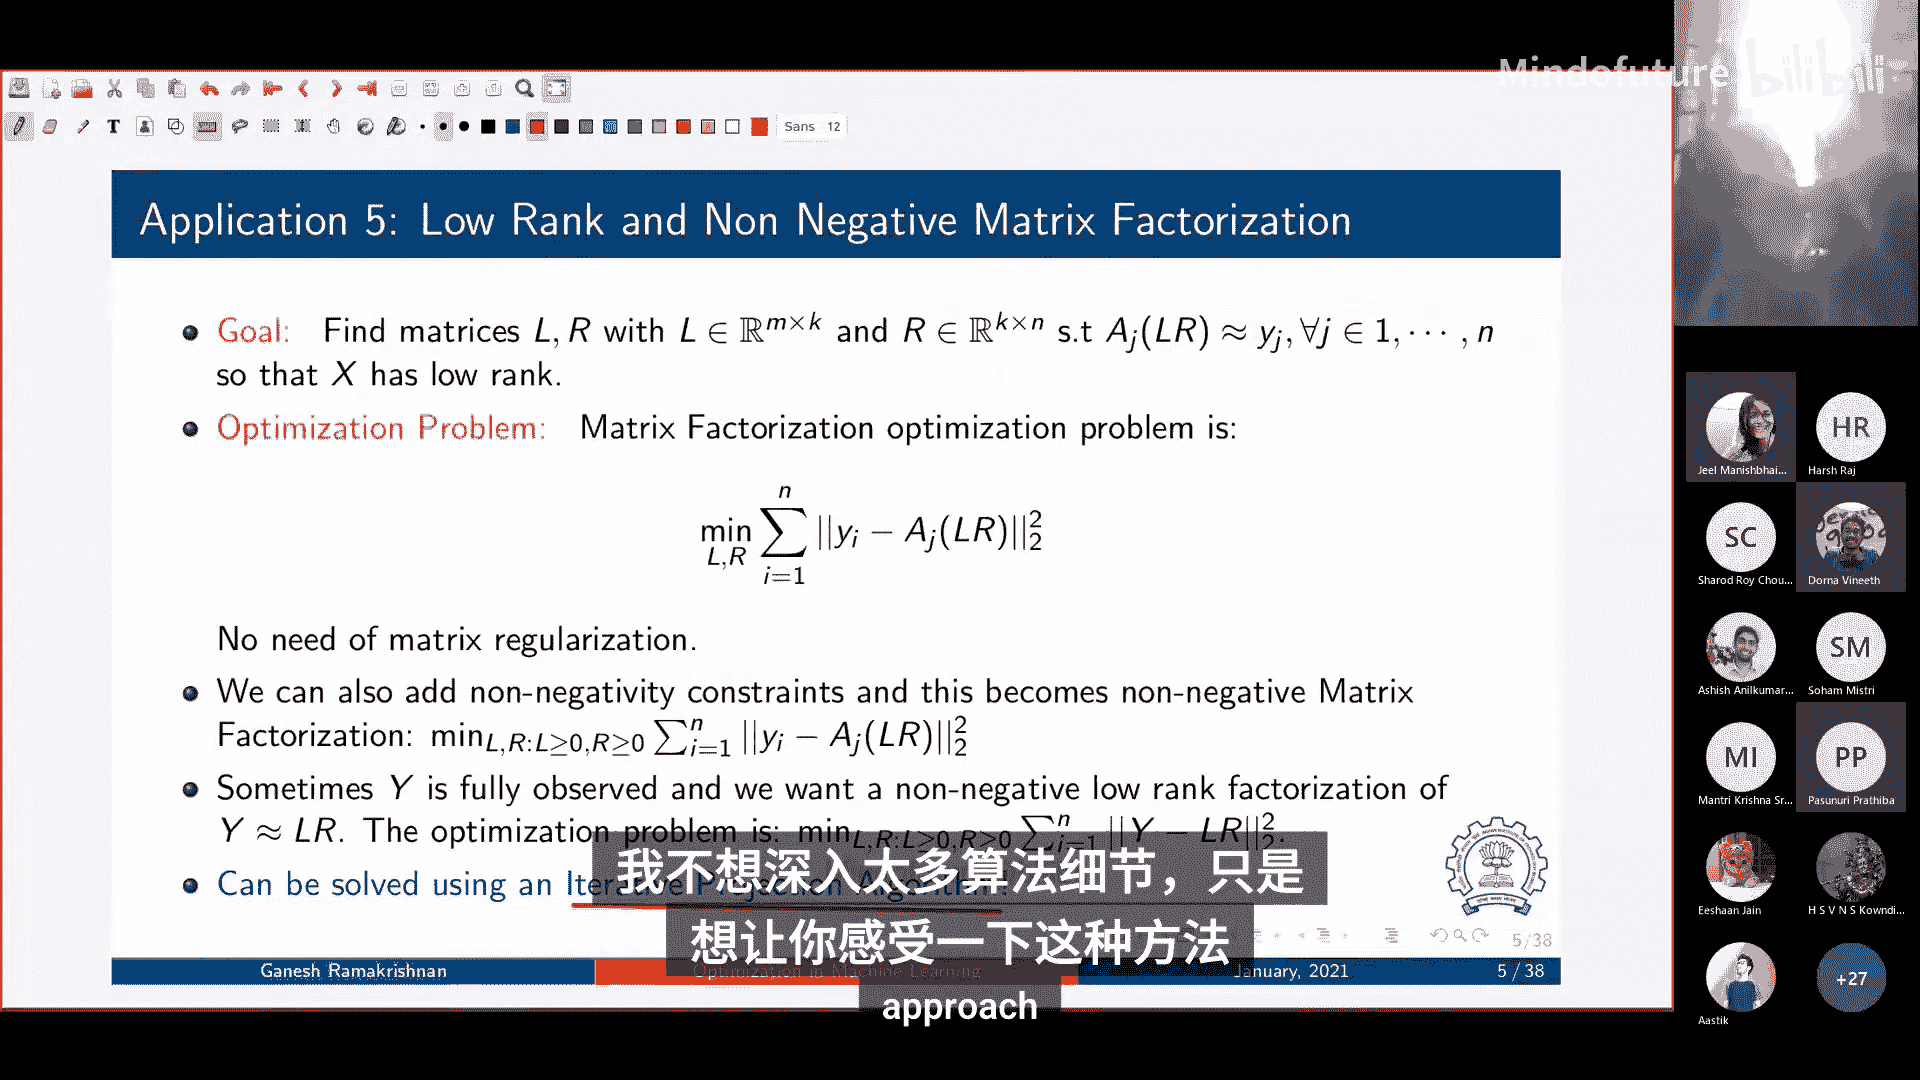 Mindofuture bilibili
Sans 12
Application 5: Low Rank and Non Negative Matrix Factorization
Goal: Find matrices L, R with L ∈ ℝ^{m×k} and R ∈ ℝ^{k×n} s.t A_j(LR) ≈ y_j, ∀j ∈ 1, ⋯ , n
so that X has low rank.
Optimization Problem: Matrix Factorization optimization problem is:
min_{L,R} ∑_{i=1}^{n} ||y_i − A_j(LR)||_2^2
No need of matrix regularization.
We can also add non-negativity constraints and this becomes non-negative Matrix
Factorization: min_{L,R:L≥0,R≥0} ∑_{i=1}^{n} ||y_i − A_j(LR)||_2^2
Sometimes Y is fully observed and we want a non-negative low rank factorization of
Y ≈ LR. The optimization problem is: min_{L,R:L≥0,R≥0} ∑_{i=1}^{n} ||Y − LR||_2^2.
Can be solved using an Iterative Projection Algorithm!
我不想深入太多算法细节，只是
想让你感受一下这种方法
approach
5/38
Ganesh Ramakrishnan
Optimization in Machine Learning
January, 2021
5 / 38
Jeel Manishbhai...
HR
Harsh Raj
SC
Sharod Roy Chou...
Dorna Vineeth
Ashish Anilkumar...
SM
Soham Mistri
MI
Mantri Krishna Sr...
PP
Pasunuri Prathiba
Eeshaan Jain
H S V N S Kowndi...
Aastik
+27